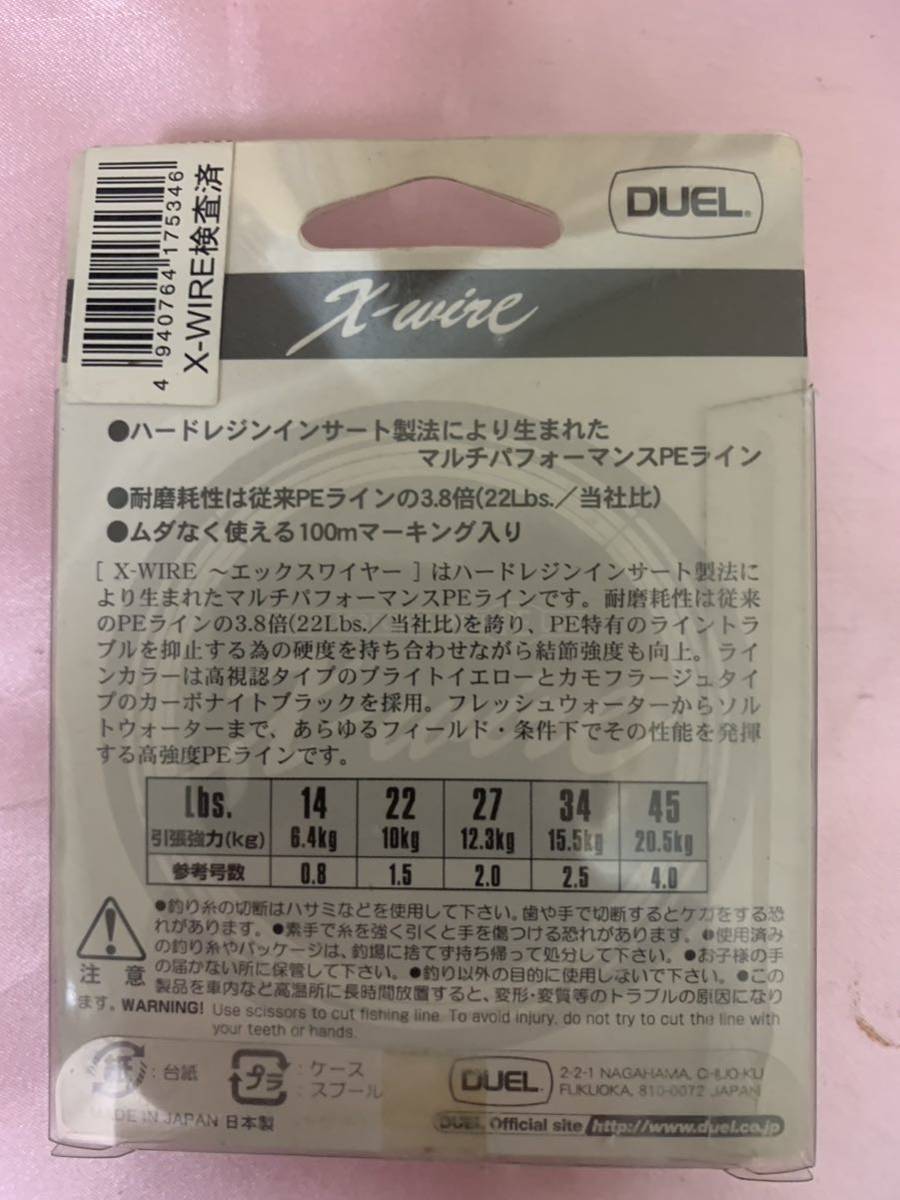 4 940764 175346
X-WIRE検査済
DUEL®
X-wire
●ハードレジンインサート製法により生まれた
マルチパフォーマンスPEライン
●耐磨耗性は従来PEラインの3.8倍(22Lbs.／当社比)
●ムダなく使える100mマーキング入り
[ X-WIRE ～エックスワイヤー ] はハードレジンインサート製法に
より生まれたマルチパフォーマンスPEラインです。耐磨耗性は従来
のPEラインの3.8倍(22Lbs./当社比)を誇り、PE特有のライントラ
ブルを抑止する為の硬度を持ち合わせながら結節強度も向上。ライ
ンカラーは高視認タイプのブライトイエローとカモフラージュタイ
プのカーボナイトブラックを採用。フレッシュウォーターからソル
トウォーターまで、あらゆるフィールド・条件下でその性能を発揮
する高強度PEラインです。
Lbs. 14 22 27 34 45
引張強力(kg) 6.4kg 10kg 12.3kg 15.5kg 20.5kg
参考号数 0.8 1.5 2.0 2.5 4.0
●釣り糸の切断はハサミなどを使用して下さい。歯や手で切断するとケガをする恐
れがあります。●素手で糸を強く引くと手を傷つける恐れがあります。●使用済み
の釣り糸やパッケージは、釣場に捨てず持ち帰って処分して下さい。●お子様の手
の届かない所に保管して下さい。●釣り以外の目的に使用しないで下さい。●この
注 意
製品を車内など高温所に長時間放置すると、変形・変質等のトラブルの原因になり
ます。WARNING! Use scissors to cut fishing line. To avoid injury, do not try to cut the line with
your teeth or hands.
紙 : 台紙
プラ : ケース
: スプール
DUEL®
2-2-1 NAGAHAMA, CHUO-KU
FUKUOKA, 810-0072 JAPAN
MADE IN JAPAN 日本製
DUEL Official site http://www.duel.co.jp